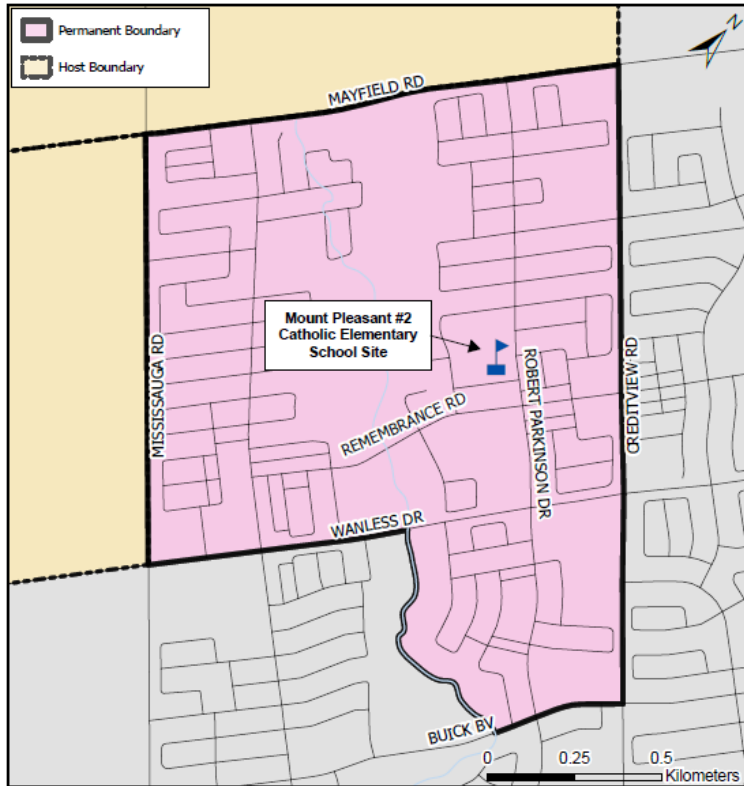 Permanent Boundary
Host Boundary
N
MAYFIELD RD
Mount Pleasant #2
Catholic Elementary
School Site
MISSISSAUGA RD
ROBERT PARKINSON DR
CREDITVIEW RD
REMEMBRANCE RD
WANLESS DR
BUICK BV
0 0.25 0.5
Kilometers